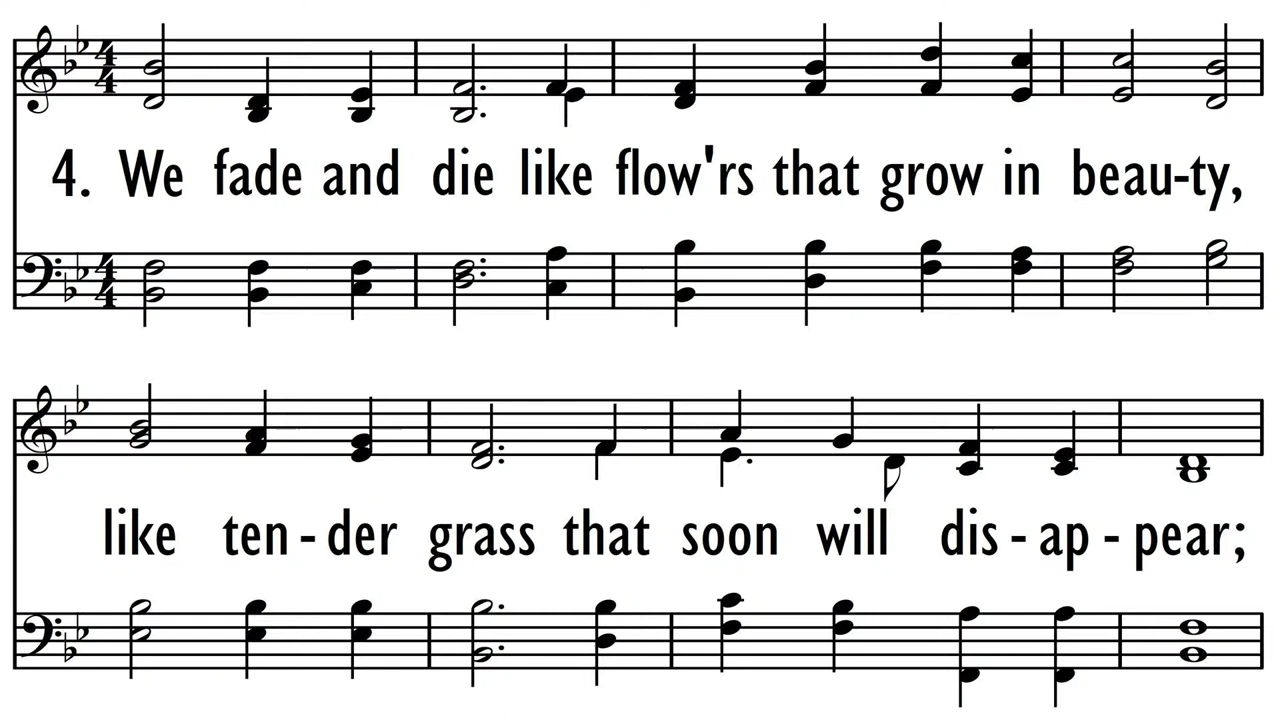 4. We fade and die like flow'rs that grow in beau-ty,
like ten - der grass that soon will dis - ap - pear;